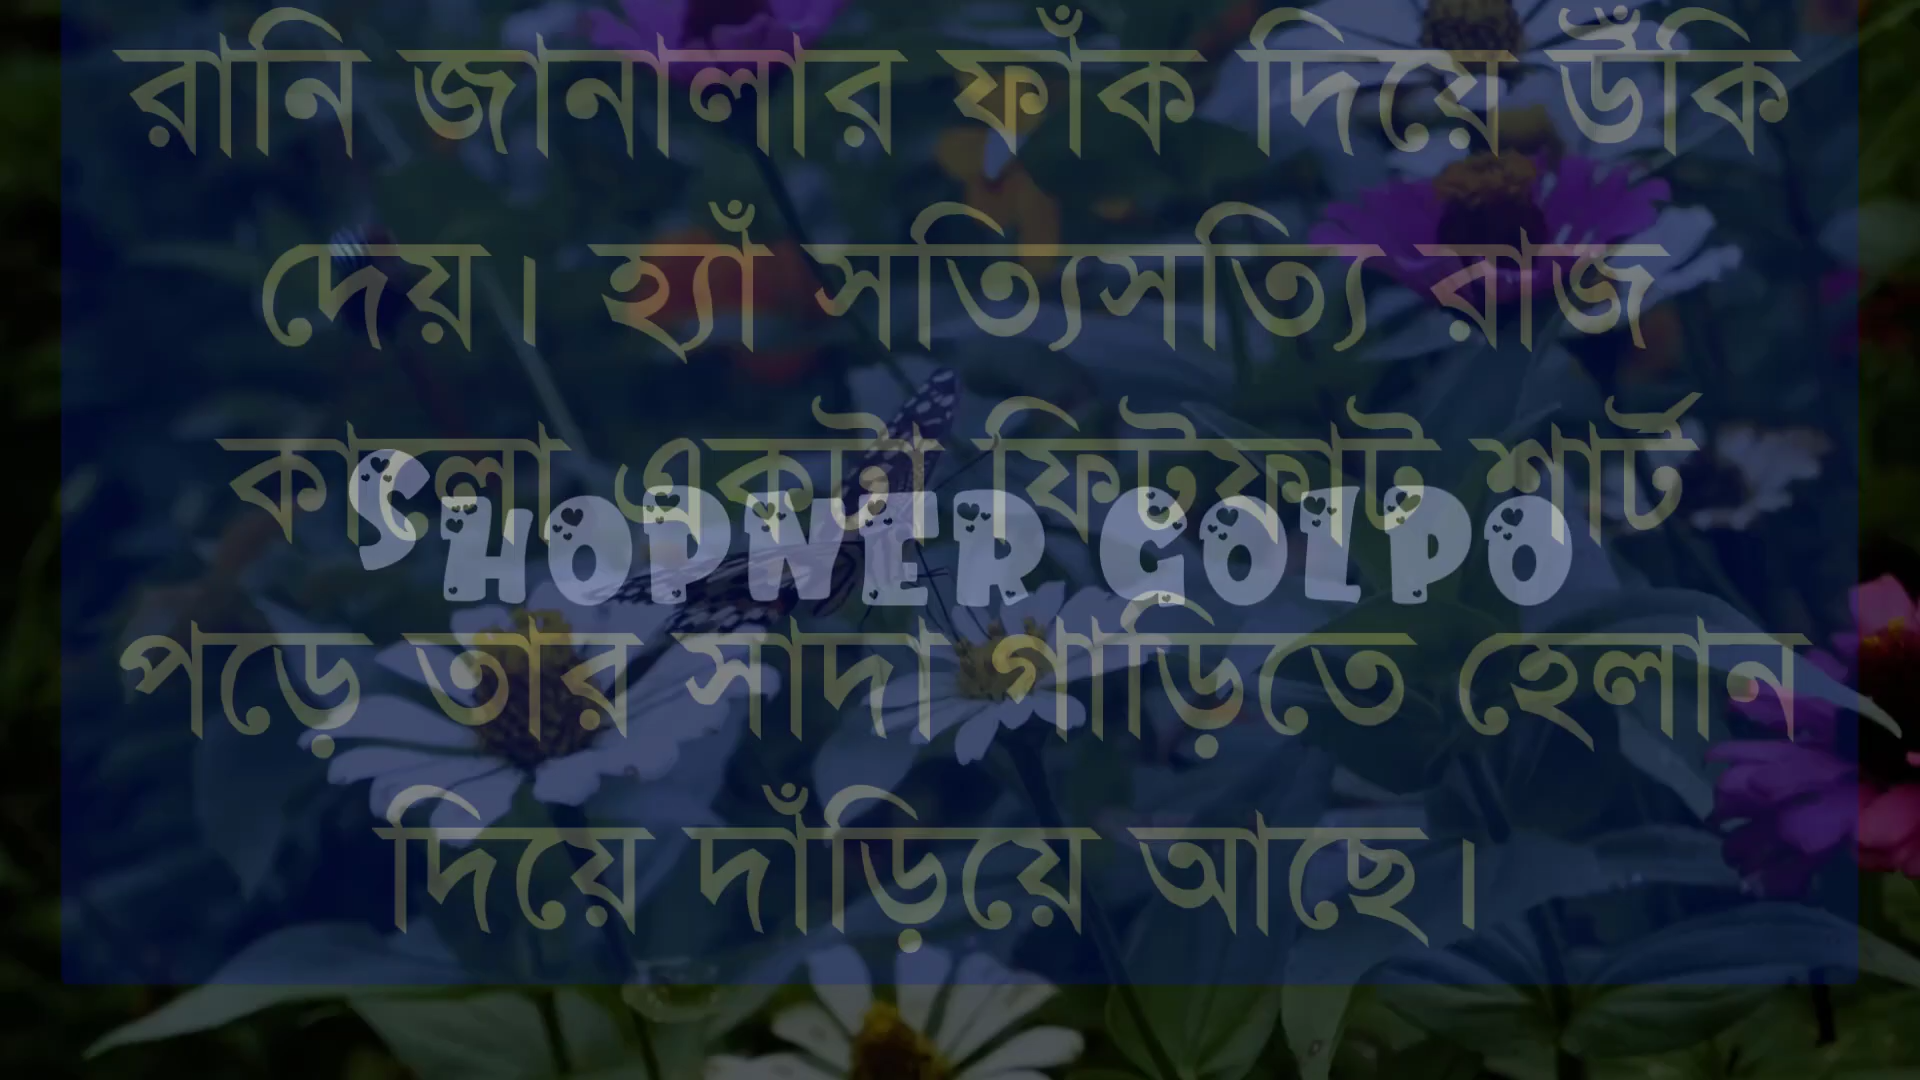 রানি জানালার ফাঁক দিয়ে উঁকি
দেয়। হ্যাঁ সত্যিসত্যি রাজ
কালো একটা ফিটফাট শার্ট
SHOPNER GOLPO
পড়ে তার সাদা গাড়িতে হেলান
দিয়ে দাঁড়িয়ে আছে।